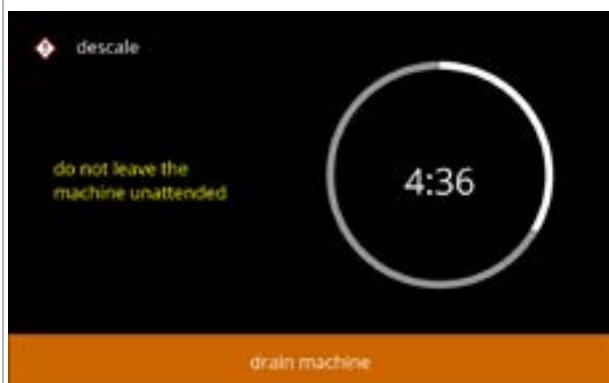 descale
do not leave the
machine unattended
4:36
drain machine